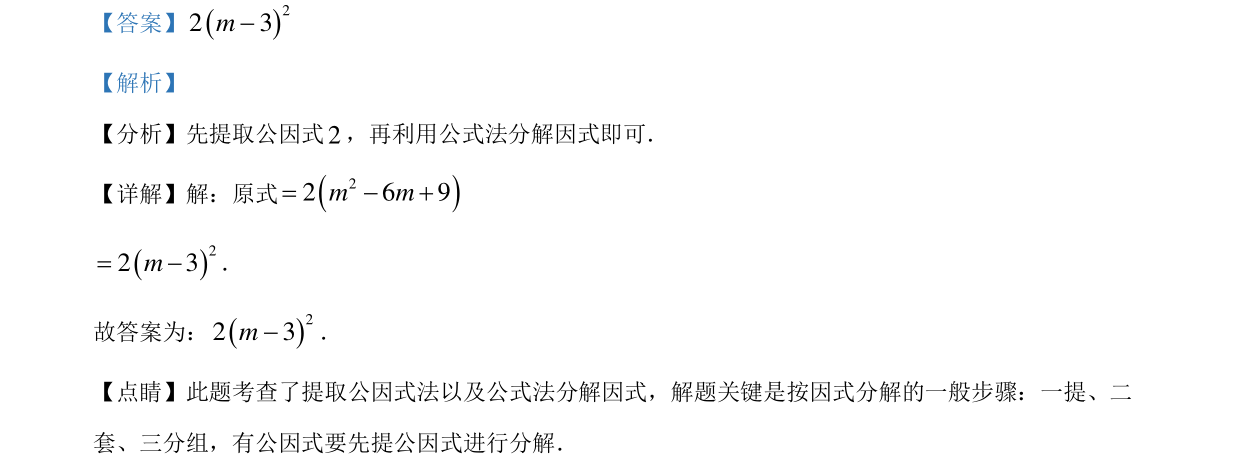 【答案】2(m－3)²
【解析】
【分析】先提取公因式2，再利用公式法分解因式即可．
【详解】解：原式＝2(m²－6m＋9)
＝2(m－3)²．
故答案为：2(m－3)²．
【点睛】此题考查了提取公因式法以及公式法分解因式，解题关键是按因式分解的一般步骤：一提、二
套、三分组，有公因式要先提公因式进行分解．